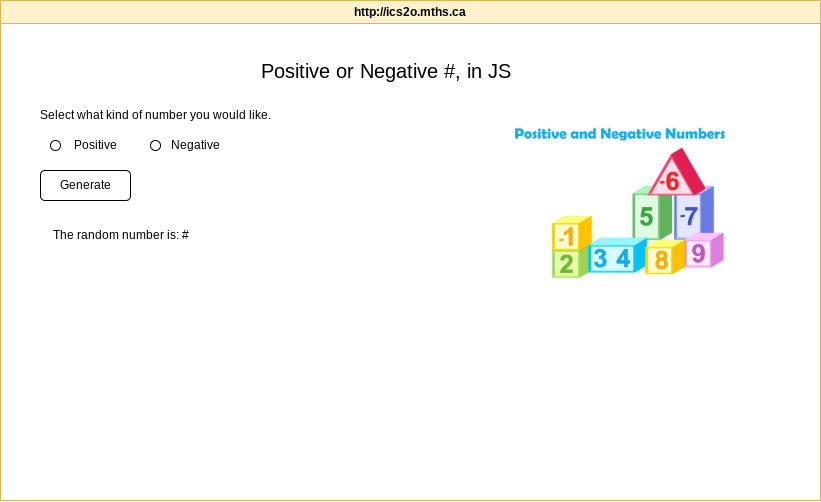 http://ics2o.mths.ca
Positive or Negative #, in JS
Select what kind of number you would like.
Positive Negative
Generate
The random number is: #
Positive and Negative Numbers
-6
5 -7
-1
2 3 4 8 9